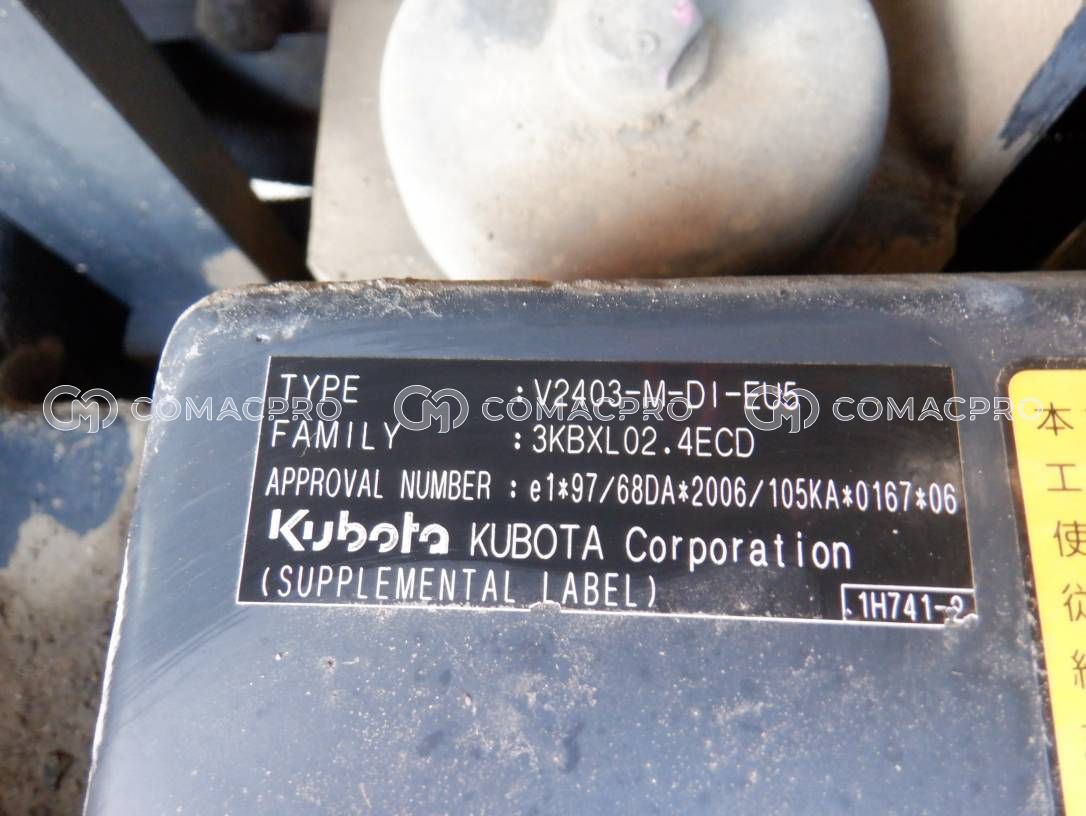 TYPE :V2403-M-DI-EU5
FAMILY :3KBXL02.4ECD
APPROVAL NUMBER :e1*97/68DA*2006/105KA*0167*06
Kubota KUBOTA Corporation
(SUPPLEMENTAL LABEL)
1H741-2
COMACPRO COMACPRO COMACPRO
本
工
使
従